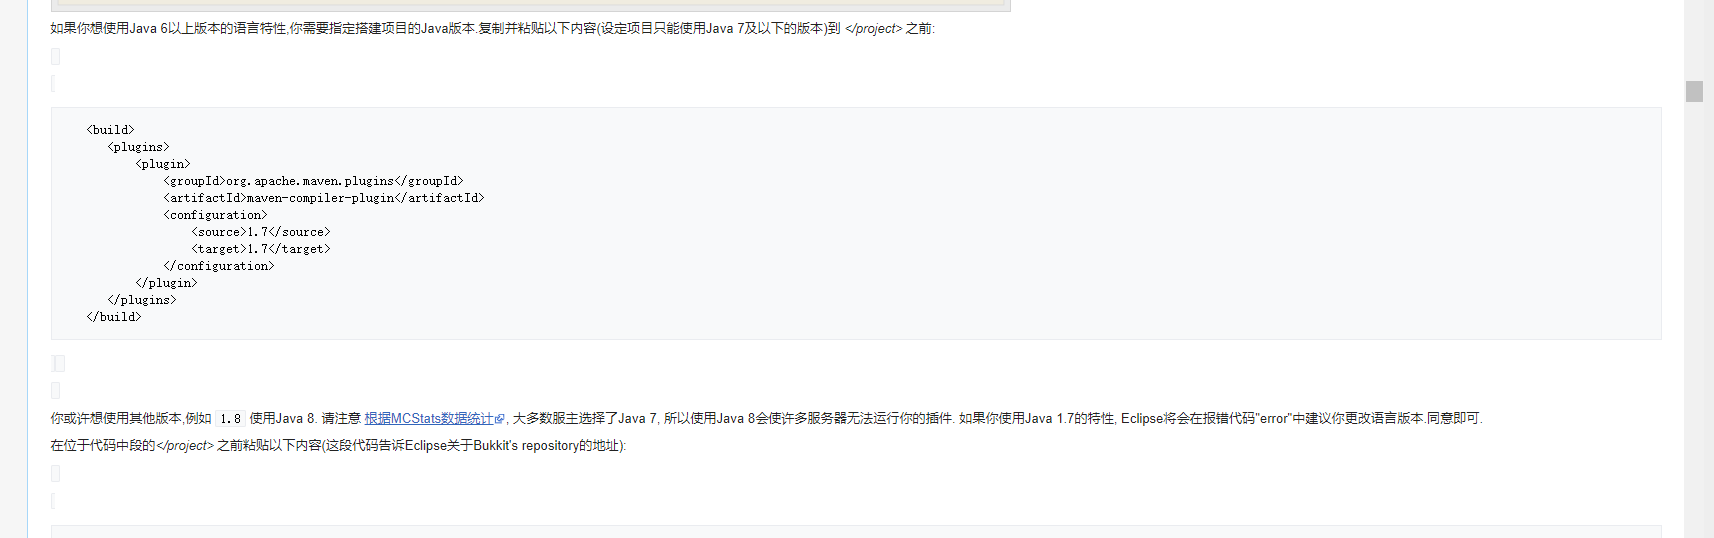 如果你想使用Java 6以上版本的语言特性,你需要指定搭建项目的Java版本.复制并粘贴以下内容(设定项目只能使用Java 7及以下的版本)到 </project> 之前:
<build>
<plugins>
<plugin>
<groupId>org.apache.maven.plugins</groupId>
<artifactId>maven-compiler-plugin</artifactId>
<configuration>
<source>1.7</source>
<target>1.7</target>
</configuration>
</plugin>
</plugins>
</build>
你或许想使用其他版本,例如 1.8 使用Java 8. 请注意 根据MCStats数据统计, 大多数服主选择了Java 7, 所以使用Java 8会使许多服务器无法运行你的插件. 如果你使用Java 1.7的特性, Eclipse将会在报错代码"error"中建议你更改语言版本.同意即可.
在位于代码中段的</project> 之前粘贴以下内容(这段代码告诉Eclipse关于Bukkit's repository的地址):